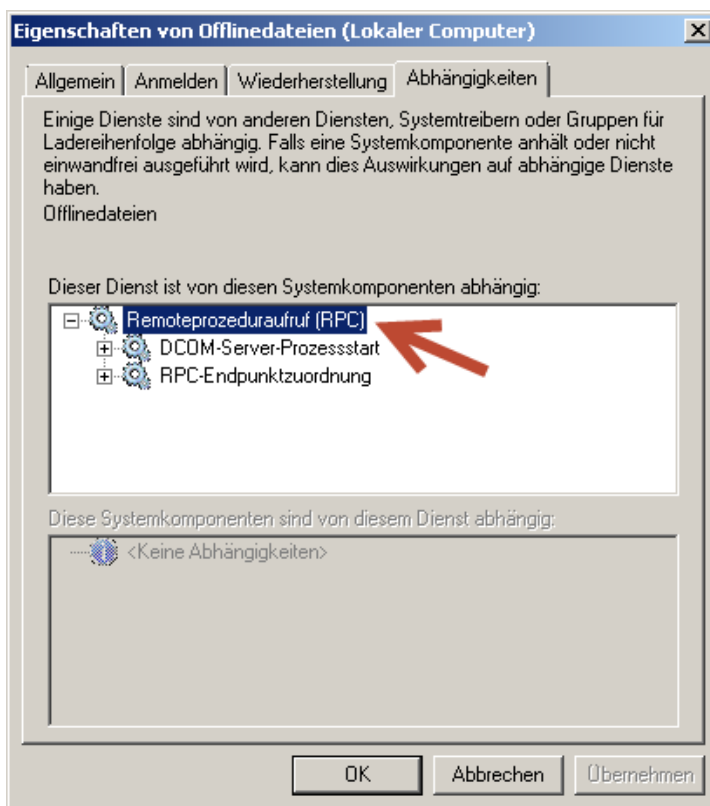 Eigenschaften von Offlinedateien (Lokaler Computer)
Allgemein Anmelden Wiederherstellung Abhängigkeiten
Einige Dienste sind von anderen Diensten, Systemtreibern oder Gruppen für
Ladereihenfolge abhängig. Falls eine Systemkomponente anhält oder nicht
einwandfrei ausgeführt wird, kann dies Auswirkungen auf abhängige Dienste
haben.
Offlinedateien
Dieser Dienst ist von diesen Systemkomponenten abhängig:
Remoteprozeduraufruf (RPC)
DCOM-Server-Prozessstart
RPC-Endpunktzuordnung
Diese Systemkomponenten sind von diesem Dienst abhängig:
<Keine Abhängigkeiten>
OK Abbrechen Übernehmen